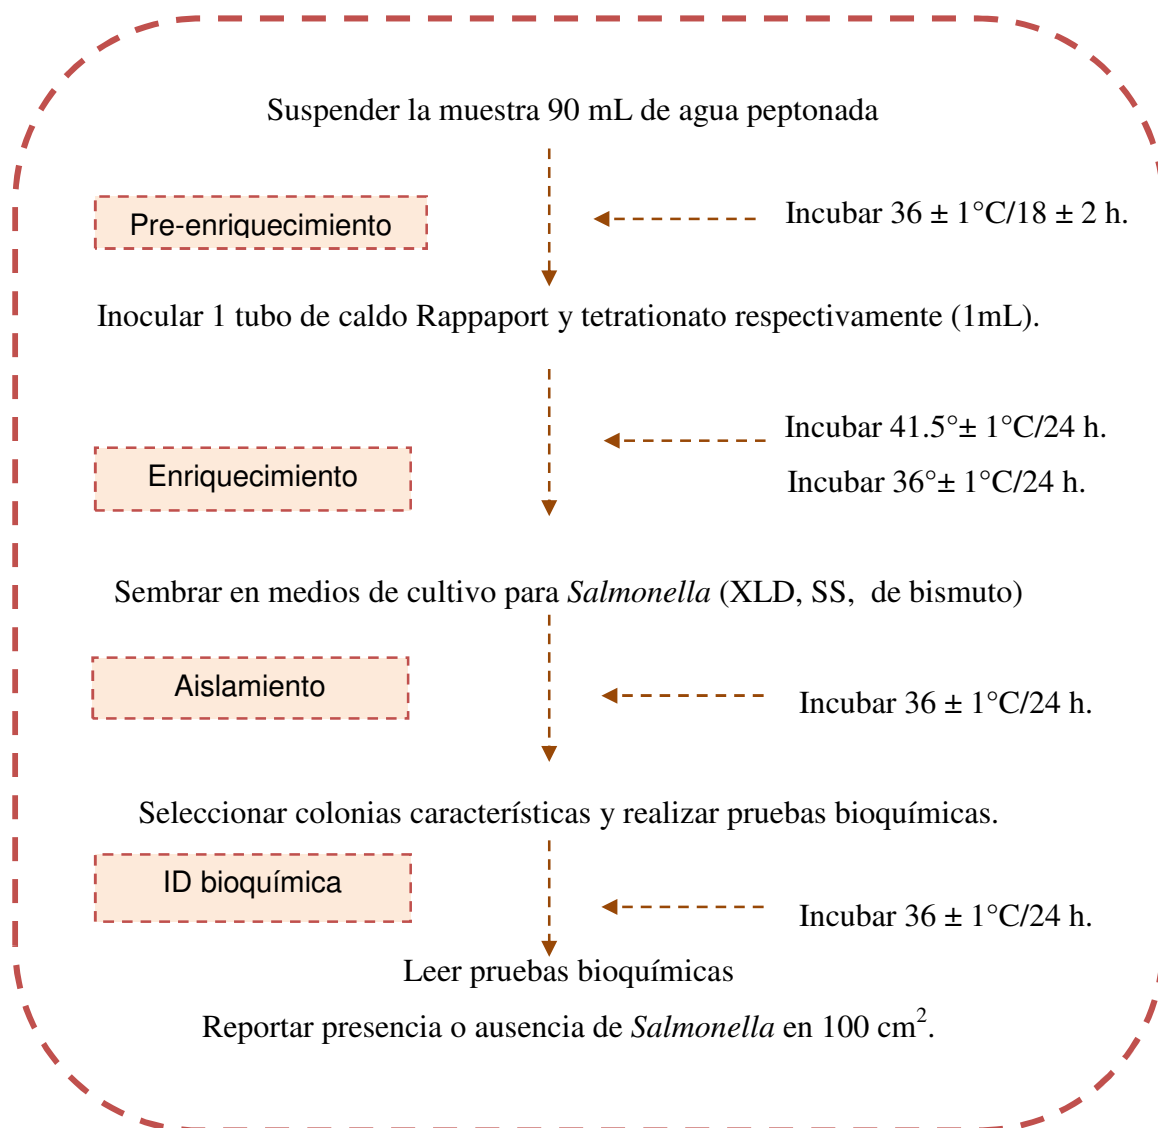 Suspender la muestra 90 mL de agua peptonada
Pre-enriquecimiento
Incubar 36 ± 1°C/18 ± 2 h.
Inocular 1 tubo de caldo Rappaport y tetrationato respectivamente (1mL).
Enriquecimiento
Incubar 41.5°± 1°C/24 h.
Incubar 36°± 1°C/24 h.
Sembrar en medios de cultivo para Salmonella (XLD, SS, de bismuto)
Aislamiento
Incubar 36 ± 1°C/24 h.
Seleccionar colonias características y realizar pruebas bioquímicas.
ID bioquímica
Incubar 36 ± 1°C/24 h.
Leer pruebas bioquímicas
Reportar presencia o ausencia de Salmonella en 100 cm².